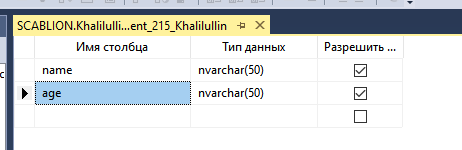 SCABLION.Khalilulli...ent_215_Khalilullin
Имя столбца Тип данных Разрешить ...
name nvarchar(50)
age nvarchar(50)